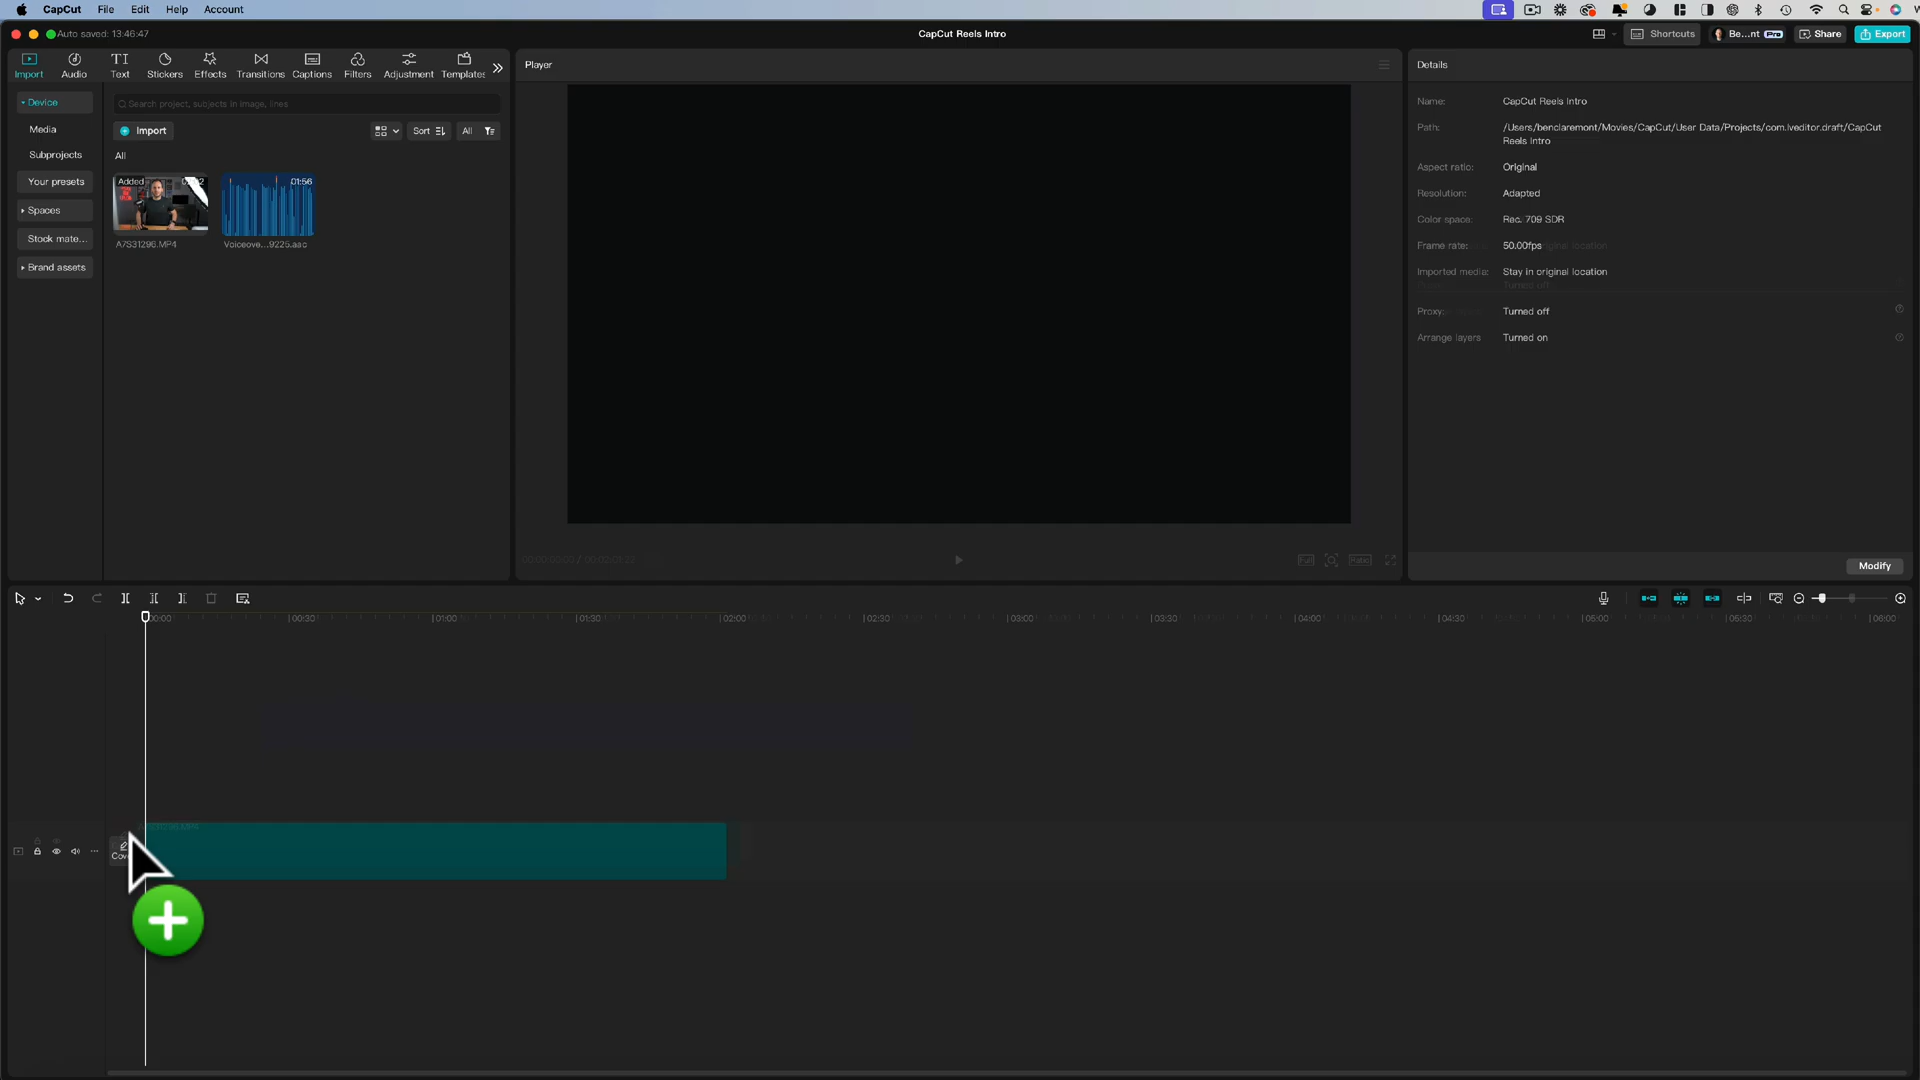 CapCut File Edit Help Account
Auto saved: 13:46:47
CapCut Reels Intro
Shortcuts
Be...nt Pro
Share
Export
Import Audio Text Stickers Effects Transitions Captions Filters Adjustment Templates
Device
Media
Subprojects
Your presets
Spaces
Stock mate...
Brand assets
Search project, subjects in image, lines
Import
Sort
All
All
Added
01:56
A7S31296.MP4
Voiceove...9225.aac
Player
Full
Ratio
Details
Name: CapCut Reels Intro
Path: /Users/benclaremont/Movies/CapCut/User Data/Projects/com.lveditor.draft/CapCut
Reels Intro
Aspect ratio: Original
Resolution: Adapted
Color space: Rec. 709 SDR
Frame rate: 50.00fps
Imported media: Stay in original location
Proxy: Turned off
Arrange layers Turned on
Modify
00:00 00:30 01:00 01:30 02:00 02:30 03:00 03:30 04:00 04:30 05:00 05:30 06:00